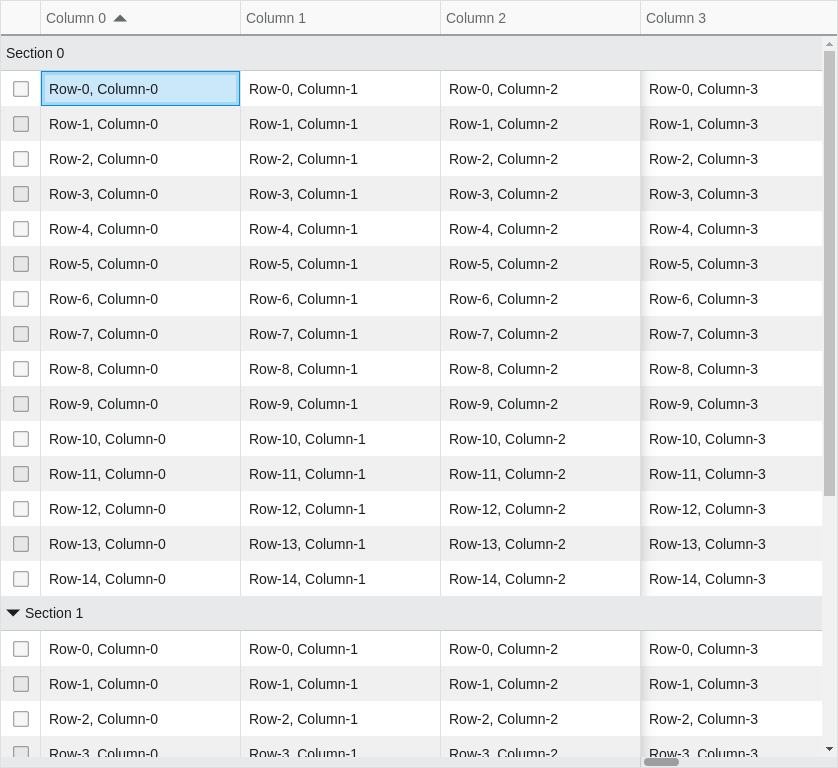 Column 0 Column 1 Column 2 Column 3
Section 0
Row-0, Column-0 Row-0, Column-1 Row-0, Column-2 Row-0, Column-3
Row-1, Column-0 Row-1, Column-1 Row-1, Column-2 Row-1, Column-3
Row-2, Column-0 Row-2, Column-1 Row-2, Column-2 Row-2, Column-3
Row-3, Column-0 Row-3, Column-1 Row-3, Column-2 Row-3, Column-3
Row-4, Column-0 Row-4, Column-1 Row-4, Column-2 Row-4, Column-3
Row-5, Column-0 Row-5, Column-1 Row-5, Column-2 Row-5, Column-3
Row-6, Column-0 Row-6, Column-1 Row-6, Column-2 Row-6, Column-3
Row-7, Column-0 Row-7, Column-1 Row-7, Column-2 Row-7, Column-3
Row-8, Column-0 Row-8, Column-1 Row-8, Column-2 Row-8, Column-3
Row-9, Column-0 Row-9, Column-1 Row-9, Column-2 Row-9, Column-3
Row-10, Column-0 Row-10, Column-1 Row-10, Column-2 Row-10, Column-3
Row-11, Column-0 Row-11, Column-1 Row-11, Column-2 Row-11, Column-3
Row-12, Column-0 Row-12, Column-1 Row-12, Column-2 Row-12, Column-3
Row-13, Column-0 Row-13, Column-1 Row-13, Column-2 Row-13, Column-3
Row-14, Column-0 Row-14, Column-1 Row-14, Column-2 Row-14, Column-3
Section 1
Row-0, Column-0 Row-0, Column-1 Row-0, Column-2 Row-0, Column-3
Row-1, Column-0 Row-1, Column-1 Row-1, Column-2 Row-1, Column-3
Row-2, Column-0 Row-2, Column-1 Row-2, Column-2 Row-2, Column-3
Row-3, Column-0 Row-3, Column-1 Row-3, Column-2 Row-3, Column-3